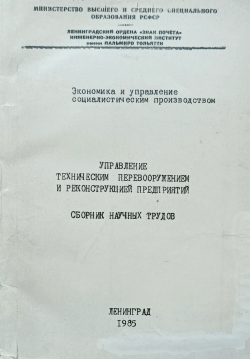 МИНИСТЕРСТВО ВЫСШЕГО И СРЕДНЕГО СПЕЦИАЛЬНОГО
ОБРАЗОВАНИЯ РСФСР
ЛЕНИНГРАДСКИЙ ОРДЕНА «ЗНАК ПОЧЕТА»
ИНЖЕНЕРНО-ЭКОНОМИЧЕСКИЙ ИНСТИТУТ
имени ПАЛЬМИРО ТОЛЬЯТТИ
Экономика и управление
социалистическим производством
УПРАВЛЕНИЕ
ТЕХНИЧЕСКИМ ПЕРЕВООРУЖЕНИЕМ
И РЕКОНСТРУКЦИЕЙ ПРЕДПРИЯТИЙ
СБОРНИК НАУЧНЫХ ТРУДОВ
ЛЕНИНГРАД
1985